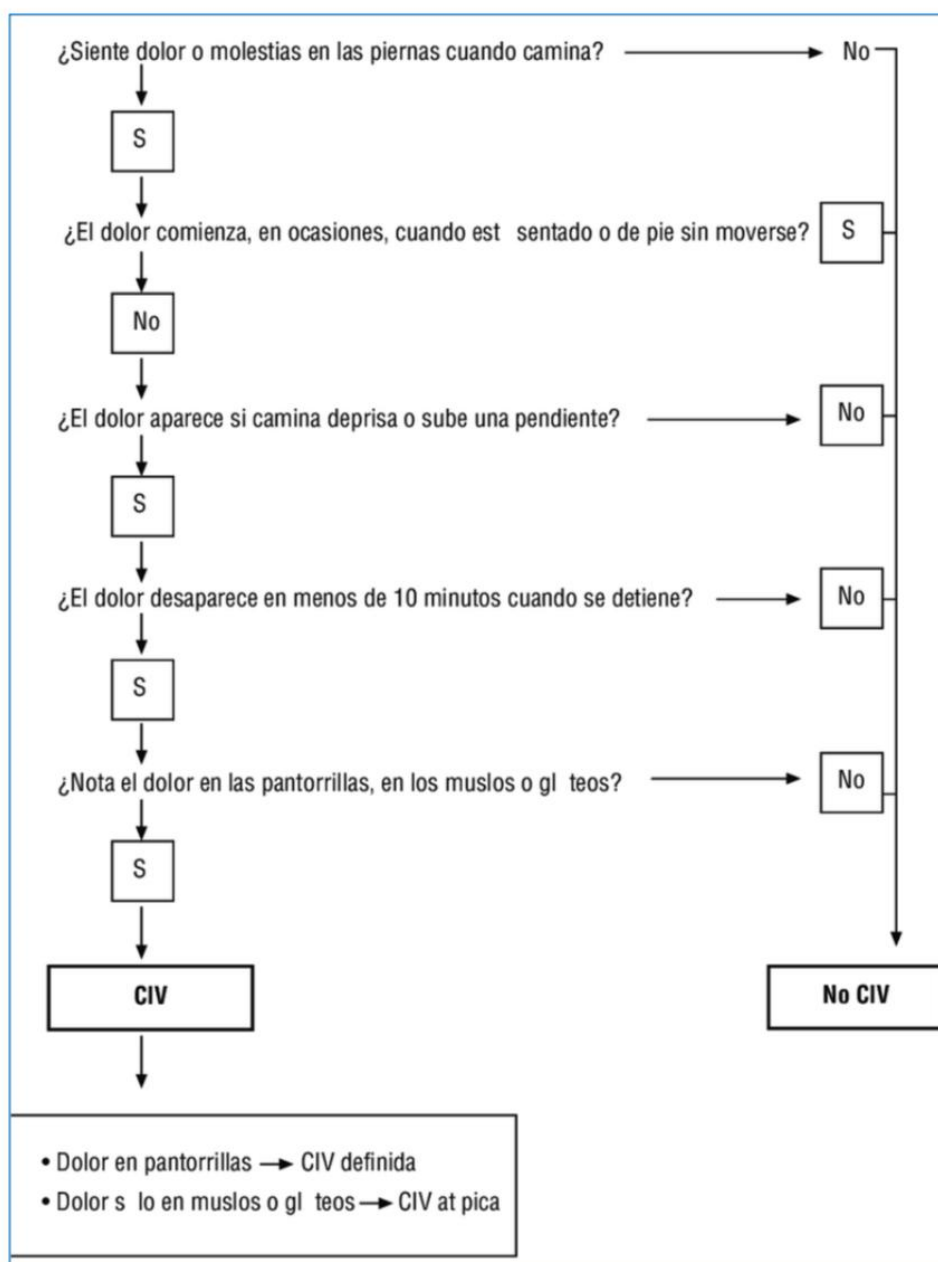 ¿Siente dolor o molestias en las piernas cuando camina? No
S
¿El dolor comienza, en ocasiones, cuando est sentado o de pie sin moverse? S
No
¿El dolor aparece si camina deprisa o sube una pendiente? No
S
¿El dolor desaparece en menos de 10 minutos cuando se detiene? No
S
¿Nota el dolor en las pantorrillas, en los muslos o gl teos? No
S
CIV No CIV
• Dolor en pantorrillas → CIV definida
• Dolor s lo en muslos o gl teos → CIV at pica